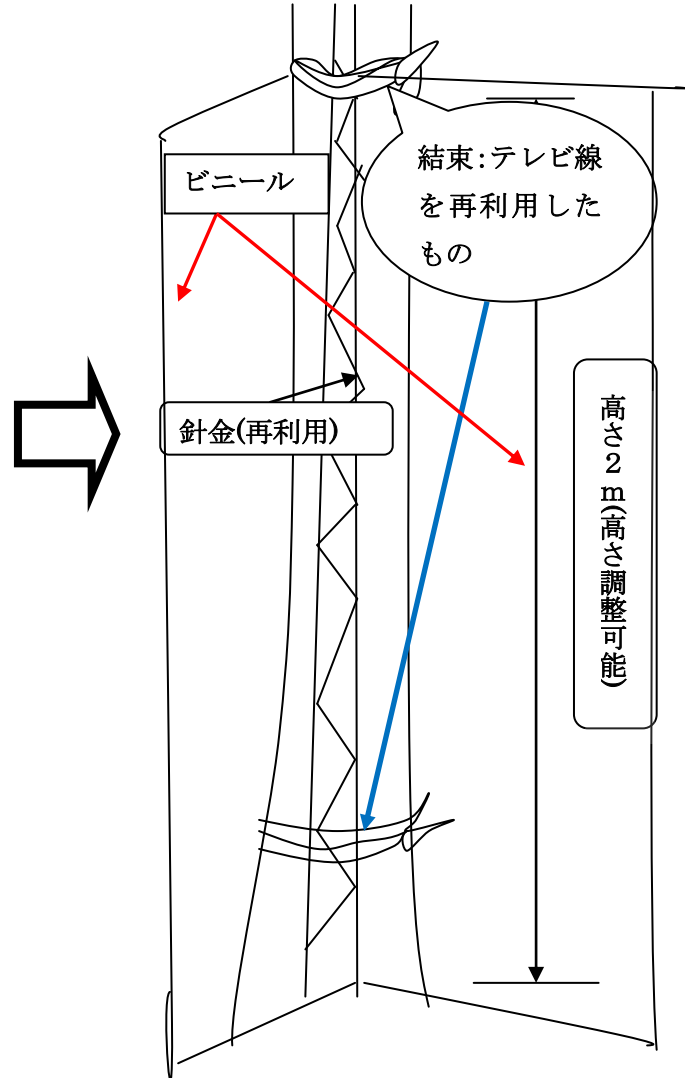 結束:テレビ線
を再利用した
もの
ビニール
針金(再利用)
高さ2m(高さ調整可能)